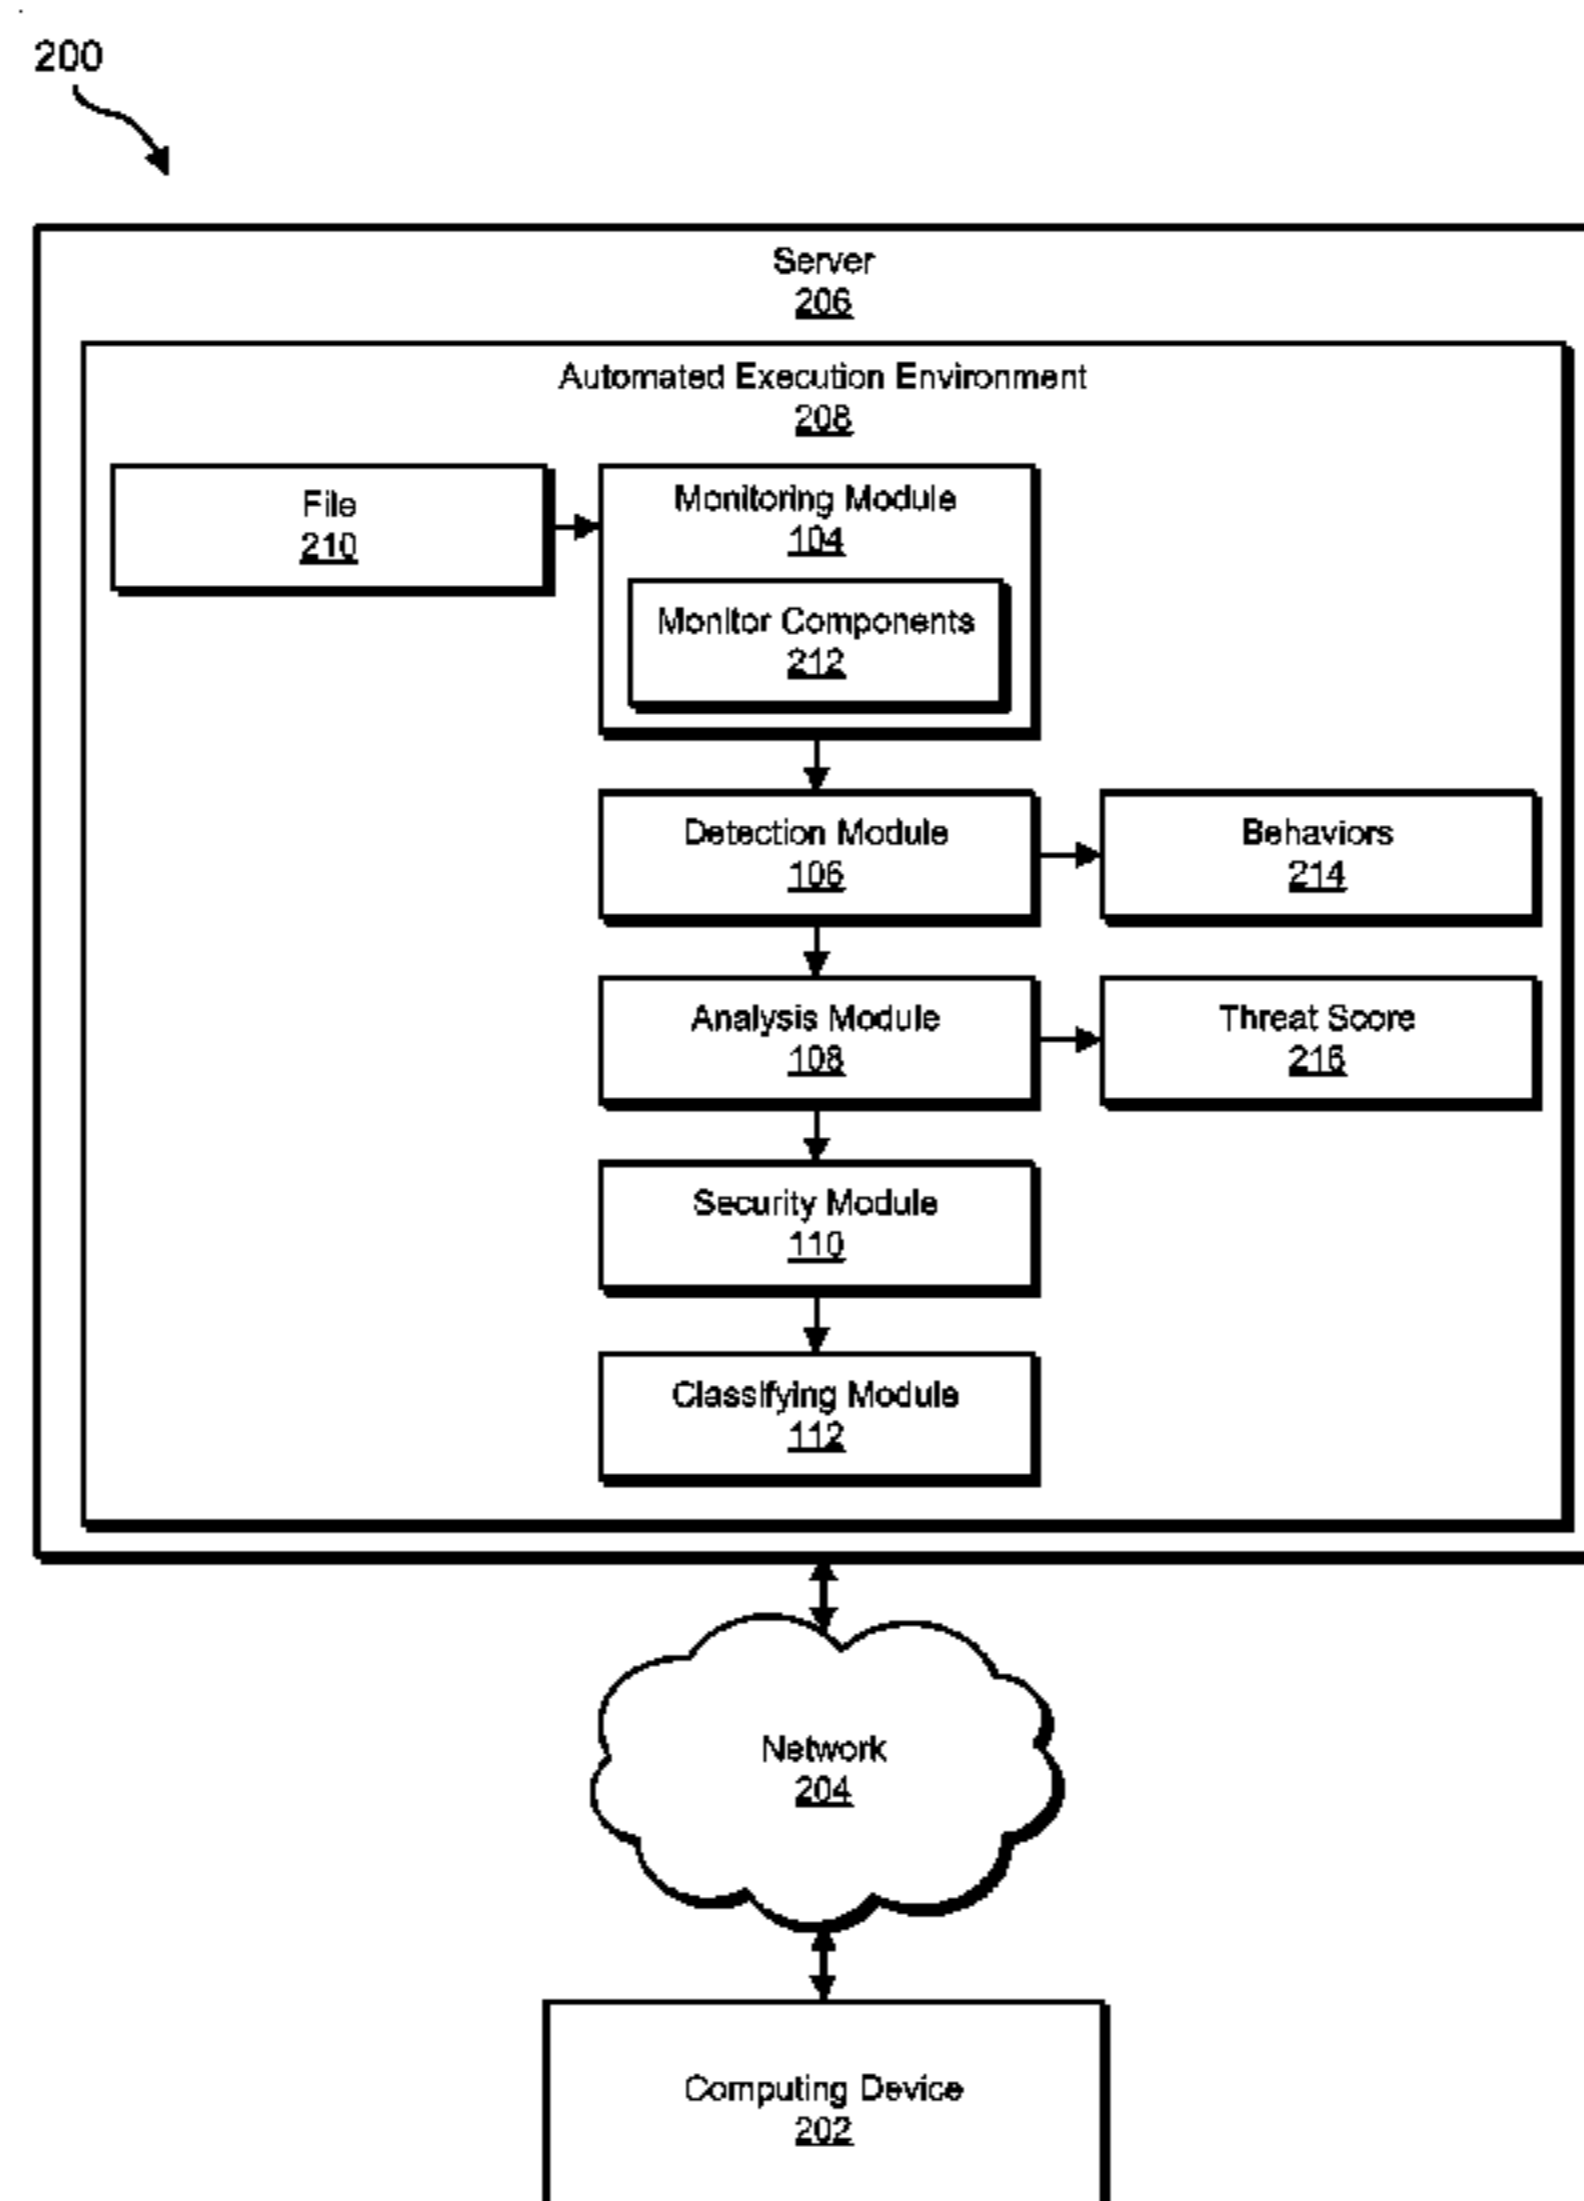 200
Server
206
Automated Execution Environment
208
File
210
Monitoring Module
104
Monitor Components
212
Detection Module
106
Behaviors
214
Analysis Module
108
Threat Score
216
Security Module
110
Classifying Module
112
Network
204
Computing Device
202